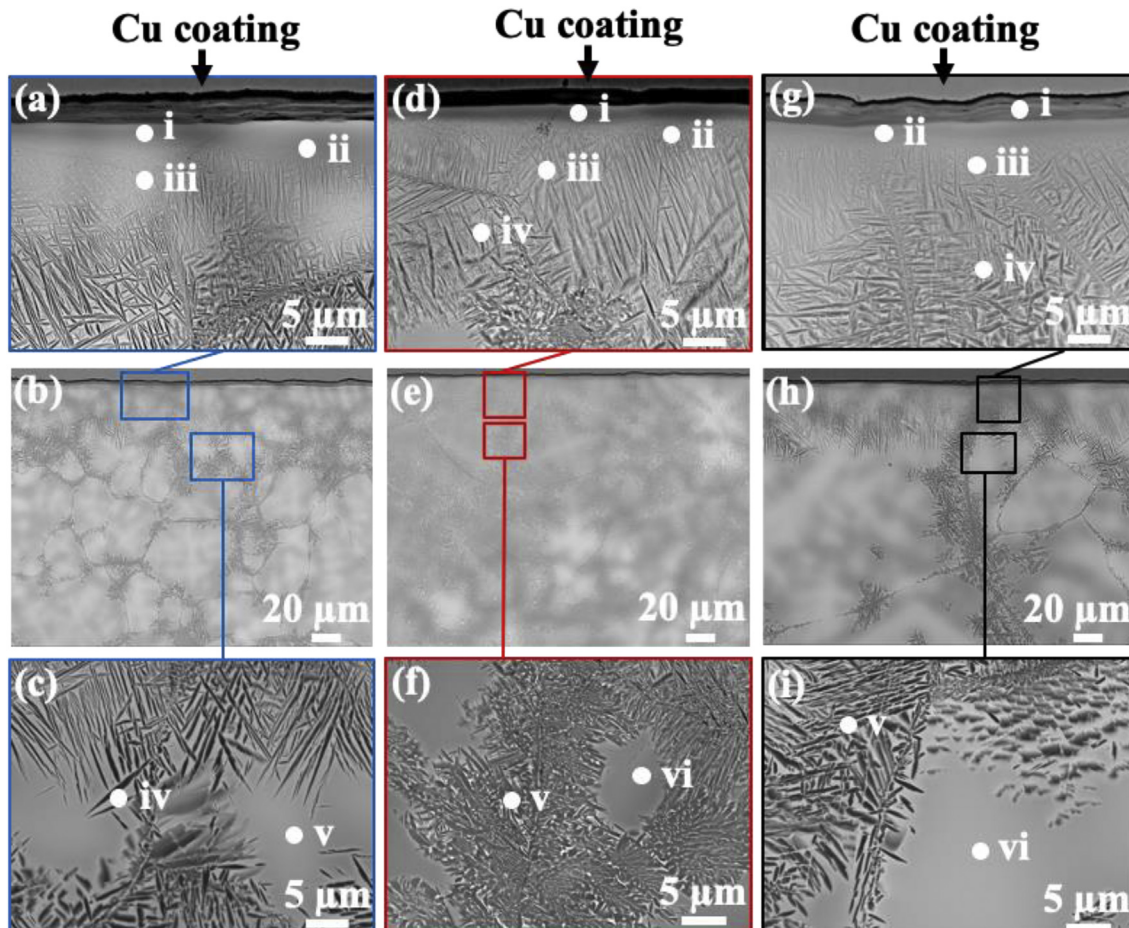 Cu coating
Cu coating
Cu coating
(a)
i
ii
iii
5 μm
(d)
i
ii
iii
iv
5 μm
(g)
i
ii
iii
iv
5 μm
(b)
20 μm
(e)
20 μm
(h)
20 μm
(c)
iv
v
5 μm
(f)
v
vi
5 μm
(i)
v
vi
5 μm